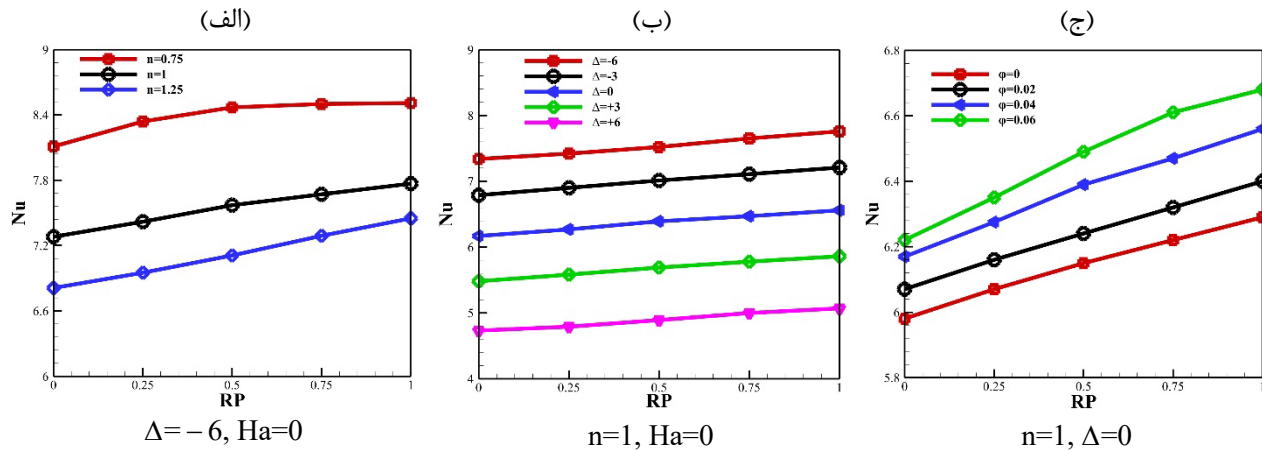 (الف)
Nu
9
8.4
7.8
7.2
6.6
6
n=0.75
n=1
n=1.25
0 0.25 0.5 0.75 1
RP
Δ= – 6, Ha=0
(ب)
Nu
9
8
7
6
5
4
Δ=-6
Δ=-3
Δ=0
Δ=+3
Δ=+6
0 0.25 0.5 0.75 1
RP
n=1, Ha=0
(ج)
Nu
6.8
6.6
6.4
6.2
6
5.8
φ=0
φ=0.02
φ=0.04
φ=0.06
0 0.25 0.5 0.75 1
RP
n=1, Δ=0